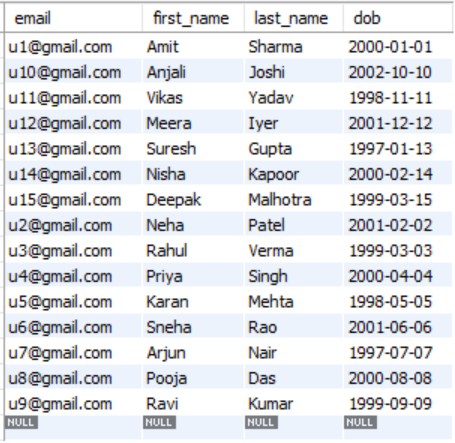 email first_name last_name dob
u1@gmail.com Amit Sharma 2000-01-01
u10@gmail.com Anjali Joshi 2002-10-10
u11@gmail.com Vikas Yadav 1998-11-11
u12@gmail.com Meera Iyer 2001-12-12
u13@gmail.com Suresh Gupta 1997-01-13
u14@gmail.com Nisha Kapoor 2000-02-14
u15@gmail.com Deepak Malhotra 1999-03-15
u2@gmail.com Neha Patel 2001-02-02
u3@gmail.com Rahul Verma 1999-03-03
u4@gmail.com Priya Singh 2000-04-04
u5@gmail.com Karan Mehta 1998-05-05
u6@gmail.com Sneha Rao 2001-06-06
u7@gmail.com Arjun Nair 1997-07-07
u8@gmail.com Pooja Das 2000-08-08
u9@gmail.com Ravi Kumar 1999-09-09
NULL NULL NULL NULL